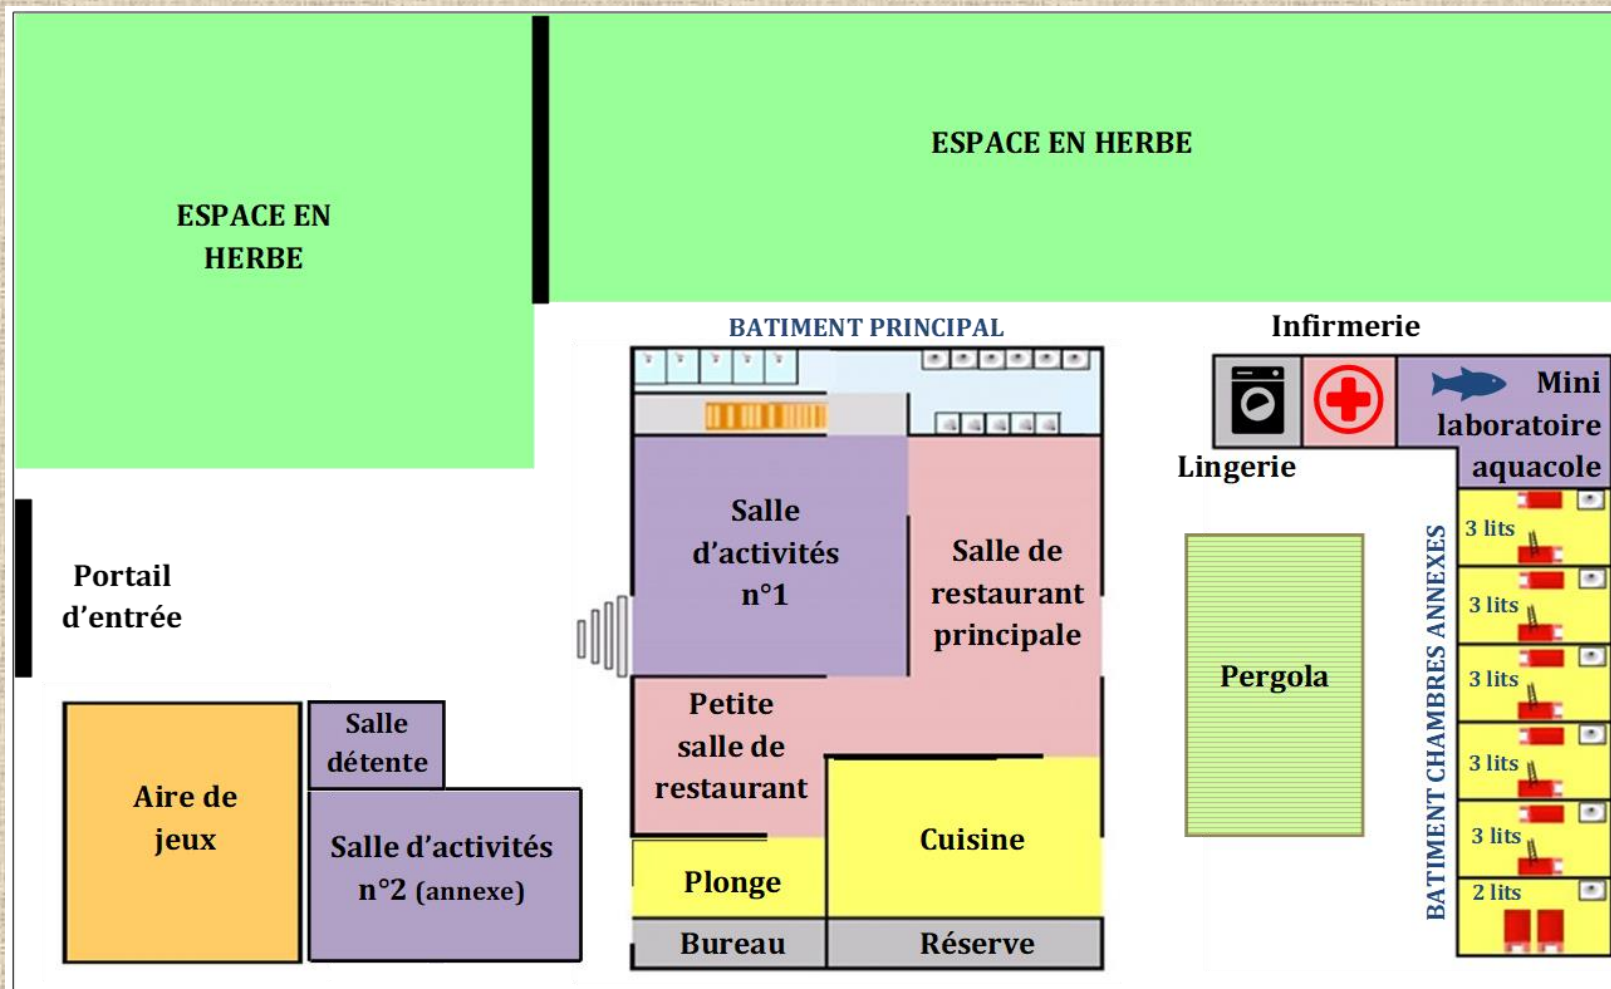 ESPACE EN
HERBE
ESPACE EN HERBE
BATIMENT PRINCIPAL
Infirmerie
Mini
laboratoire
aquacole
Lingerie
Portail
d'entrée
Salle
d'activités
n°1
Salle de
restaurant
principale
Pergola
BATIMENT CHAMBRES ANNEXES
3 lits
3 lits
3 lits
3 lits
3 lits
2 lits
Aire de
jeux
Salle
détente
Salle d'activités
n°2 (annexe)
Petite
salle de
restaurant
Cuisine
Plonge
Bureau
Réserve